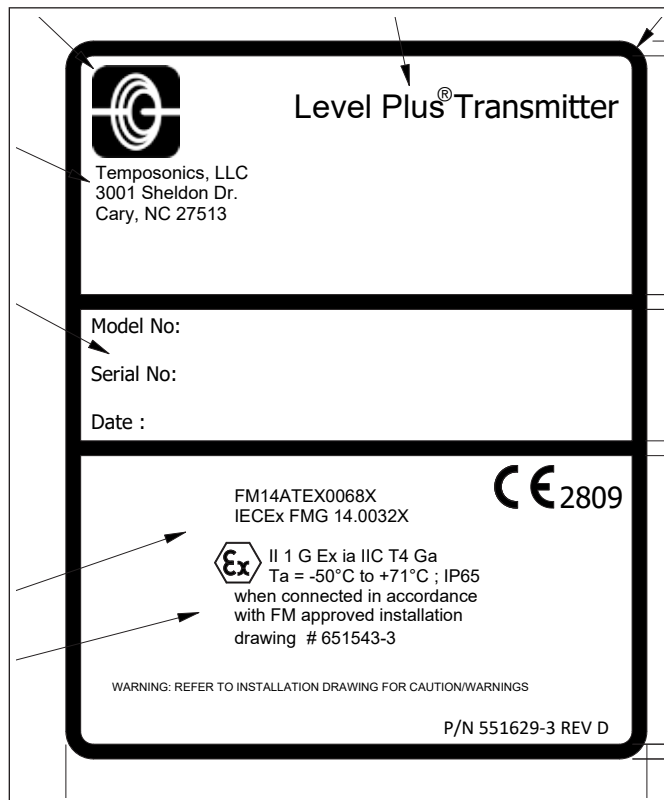 Level Plus® Transmitter
Temposonics, LLC
3001 Sheldon Dr.
Cary, NC 27513
Model No:
Serial No:
Date :
CE 2809
FM14ATEX0068X
IECEx FMG 14.0032X
Ex II 1 G Ex ia IIC T4 Ga
Ta = -50°C to +71°C ; IP65
when connected in accordance
with FM approved installation
drawing # 651543-3
WARNING: REFER TO INSTALLATION DRAWING FOR CAUTION/WARNINGS
P/N 551629-3 REV D